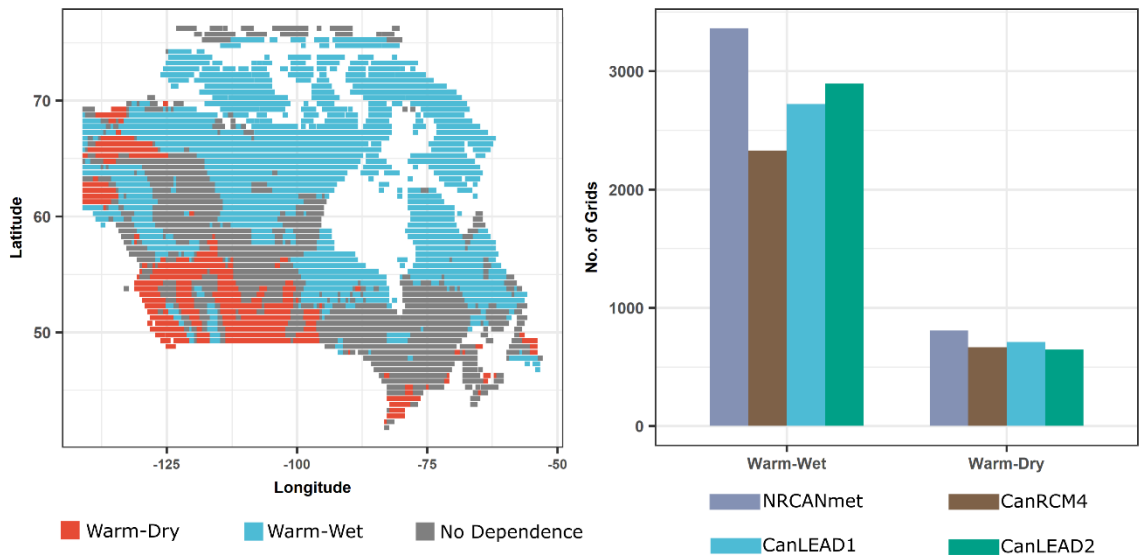 70
60
50
Latitude
-125
-100
-75
-50
Longitude
Warm-Dry
Warm-Wet
No Dependence
3000
2000
1000
0
No. of Grids
Warm-Wet
Warm-Dry
NRCANmet
CanRCM4
CanLEAD1
CanLEAD2